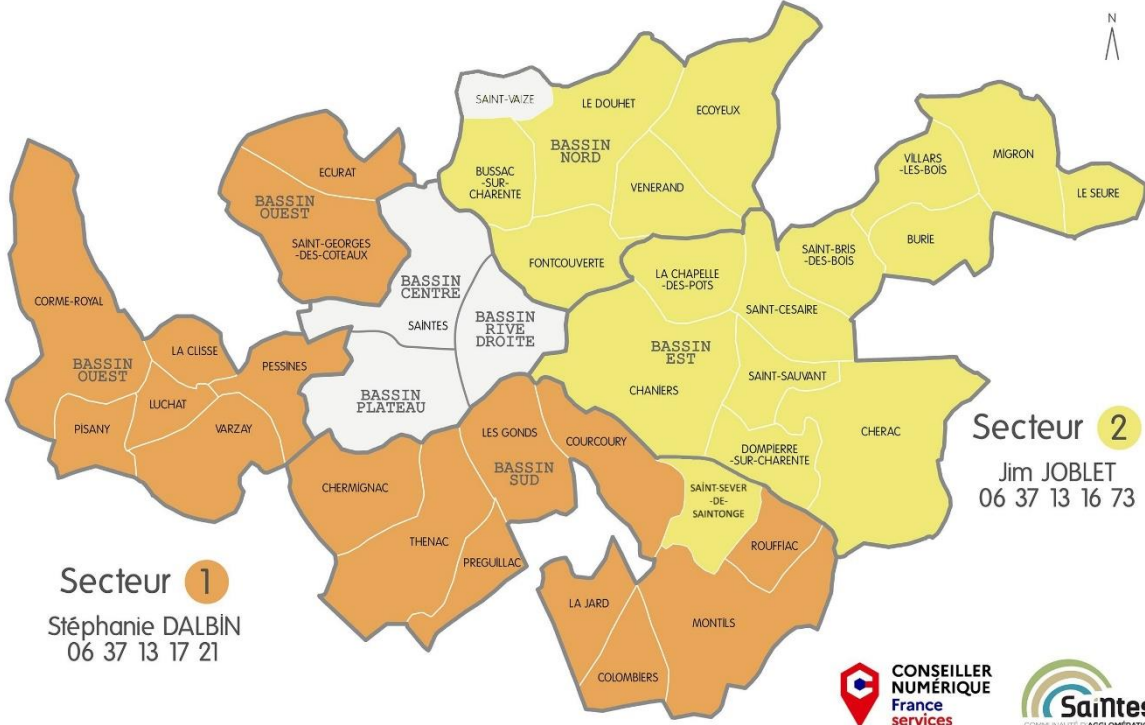 N
SAINT-VAIZE
LE DOUHET
ECOYEUX
BASSIN
NORD
BUSSAC
-SUR-
CHARENTE
VENERAND
FONTCOUVERTE
VILLARS
-LES-BOIS
MIGRON
LE SEURE
BURIE
SAINT-BRIS
-DES-BOIS
ECURAT
BASSIN
OUEST
SAINT-GEORGES
-DES-COTEAUX
BASSIN
CENTRE
SAINTES
BASSIN
RIVE
DROITE
BASSIN
PLATEAU
LA CHAPELLE
-DES-POTS
SAINT-CESAIRE
BASSIN
EST
CHANIERS
SAINT-SAUVANT
CHERAC
DOMPIERRE
-SUR-CHARENTE
CORME-ROYAL
BASSIN
OUEST
LA CLISSE
PESSINES
LUCHAT
PISANY
VARZAY
LES GONDS
COURCOURY
BASSIN
SUD
CHERMIGNAC
THENAC
PREGUILLAC
SAINT-SEVER
-DE-
SAINTONGE
ROUFFIAC
LA JARD
MONTILS
COLOMBIERS
Secteur 2
Jim JOBLET
06 37 13 16 73
Secteur 1
Stéphanie DALBIN
06 37 13 17 21
CONSEILLER
NUMÉRIQUE
France
services
Saintes
COMMUNAUTÉ D'AGGLOMÉRATION